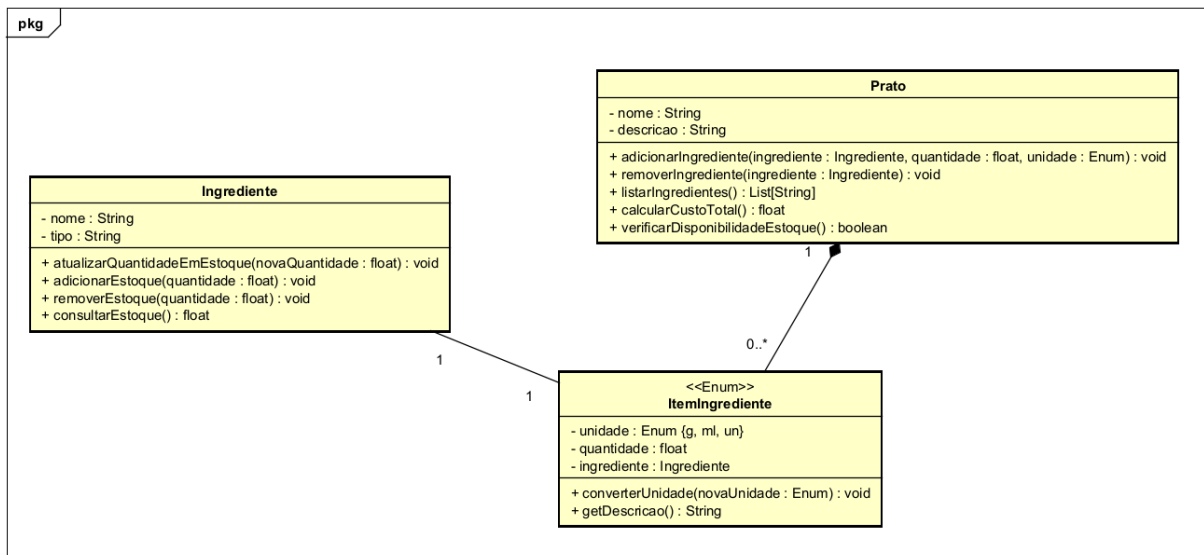 pkg
Prato
- nome : String
- descricao : String
+ adicionarIngrediente(ingrediente : Ingrediente, quantidade : float, unidade : Enum) : void
+ removerIngrediente(ingrediente : Ingrediente) : void
+ listarIngredientes() : List[String]
+ calcularCustoTotal() : float
+ verificarDisponibilidadeEstoque() : boolean
Ingrediente
- nome : String
- tipo : String
+ atualizarQuantidadeEmEstoque(novaQuantidade : float) : void
+ adicionarEstoque(quantidade : float) : void
+ removerEstoque(quantidade : float) : void
+ consultarEstoque() : float
1
0..*
1
1
<<Enum>>
ItemIngrediente
- unidade : Enum {g, ml, un}
- quantidade : float
- ingrediente : Ingrediente
+ converterUnidade(novaUnidade : Enum) : void
+ getDescricao() : String